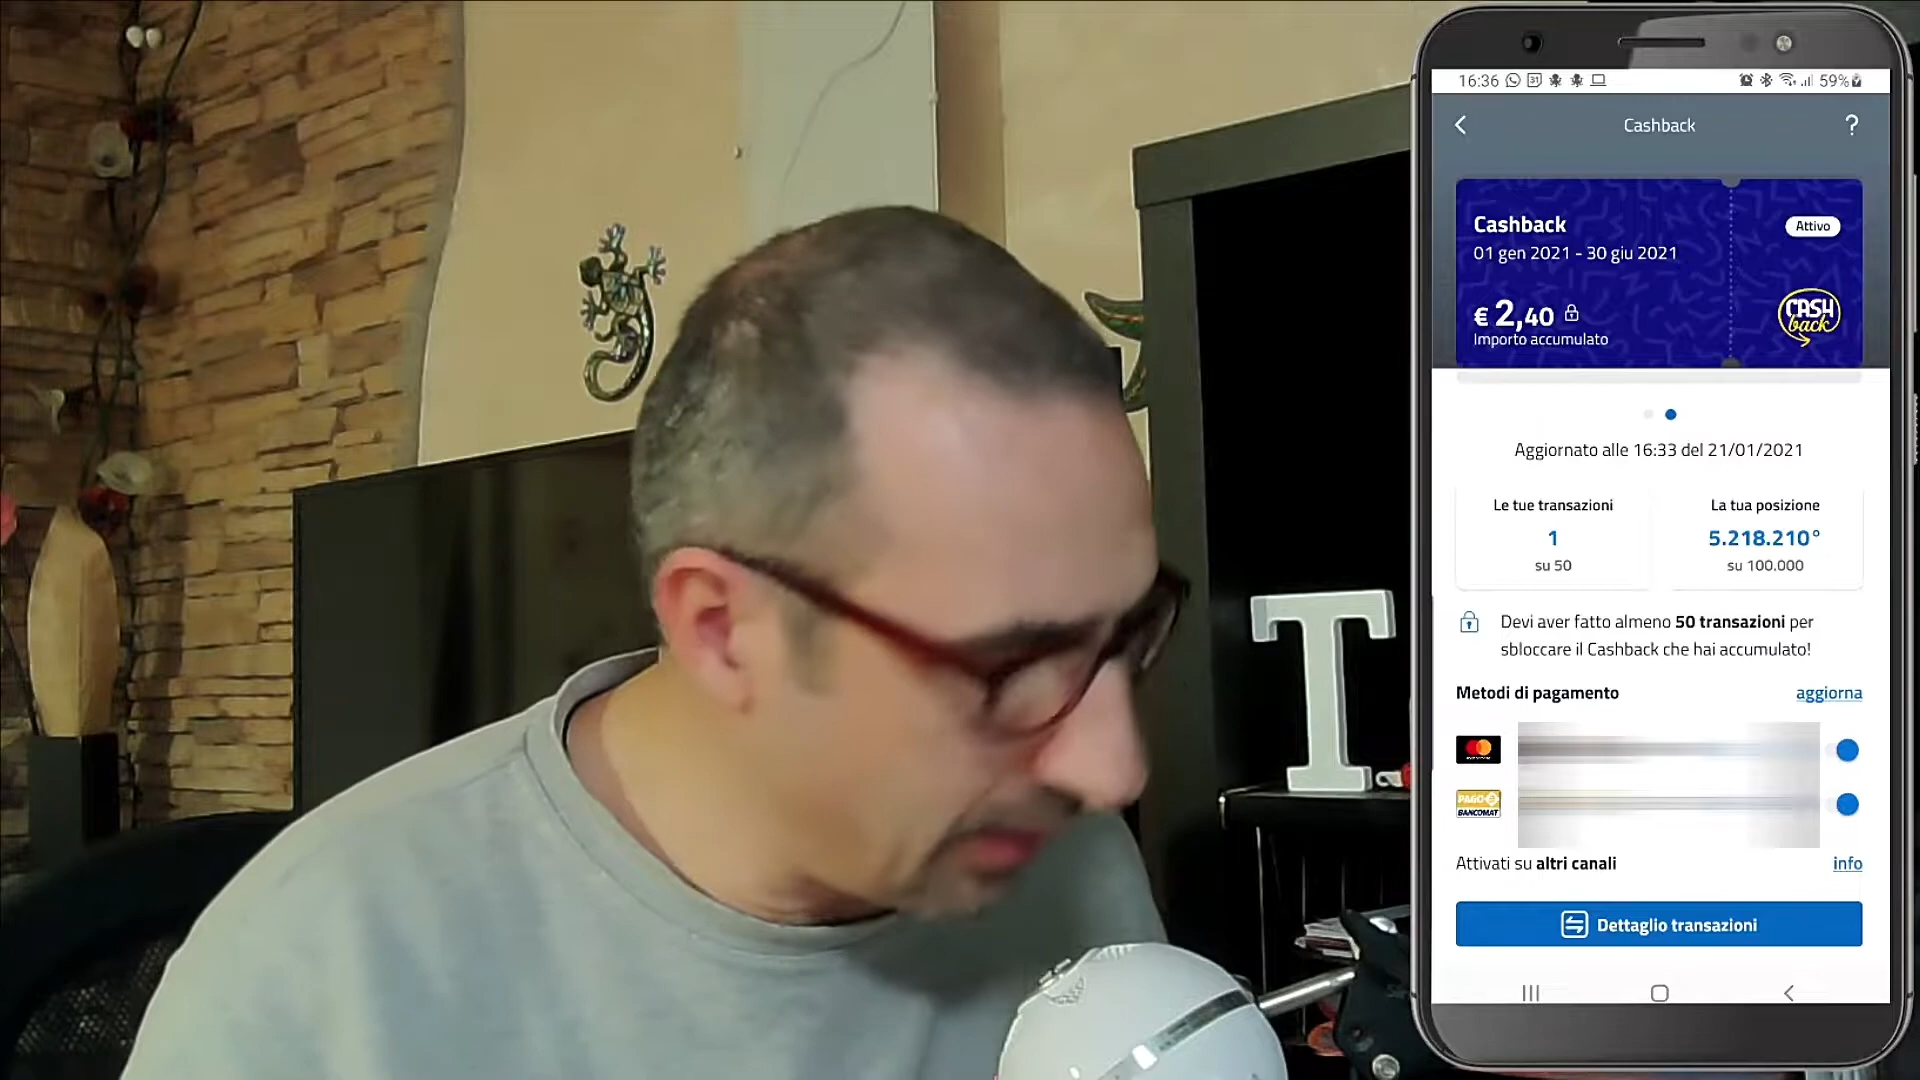 16:36
59%
Cashback
?
Cashback
Attivo
01 gen 2021 - 30 giu 2021
€ 2,40
Importo accumulato
CASH
back
Aggiornato alle 16:33 del 21/01/2021
Le tue transazioni
La tua posizione
1
5.218.210°
su 50
su 100.000
Devi aver fatto almeno 50 transazioni per
sbloccare il Cashback che hai accumulato!
Metodi di pagamento
aggiorna
PAGO
BANCOMAT
Attivati su altri canali
info
Dettaglio transazioni
T